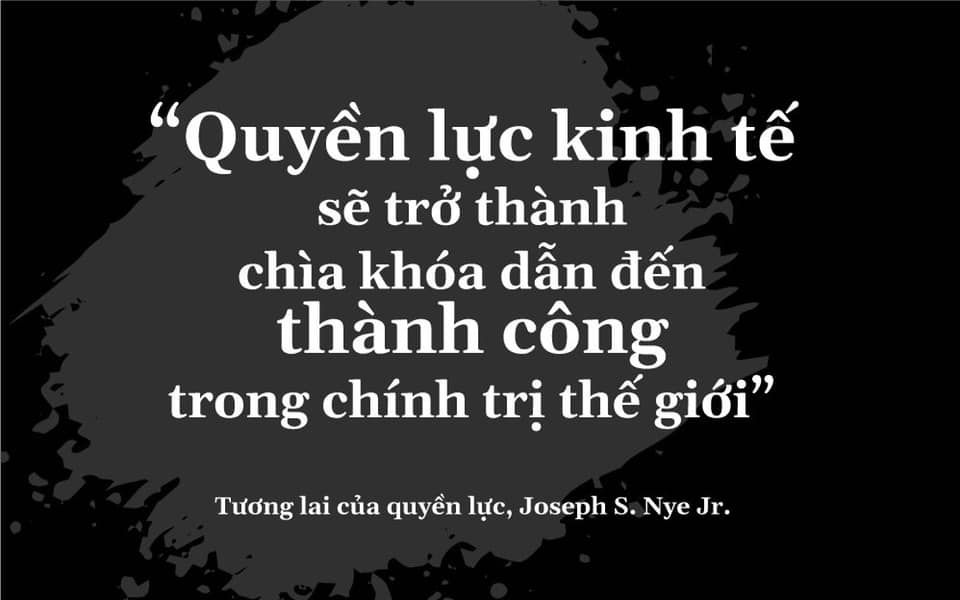 “Quyền lực kinh tế
sẽ trở thành
chìa khóa dẫn đến
thành công
trong chính trị thế giới”
Tương lai của quyền lực, Joseph S. Nye Jr.